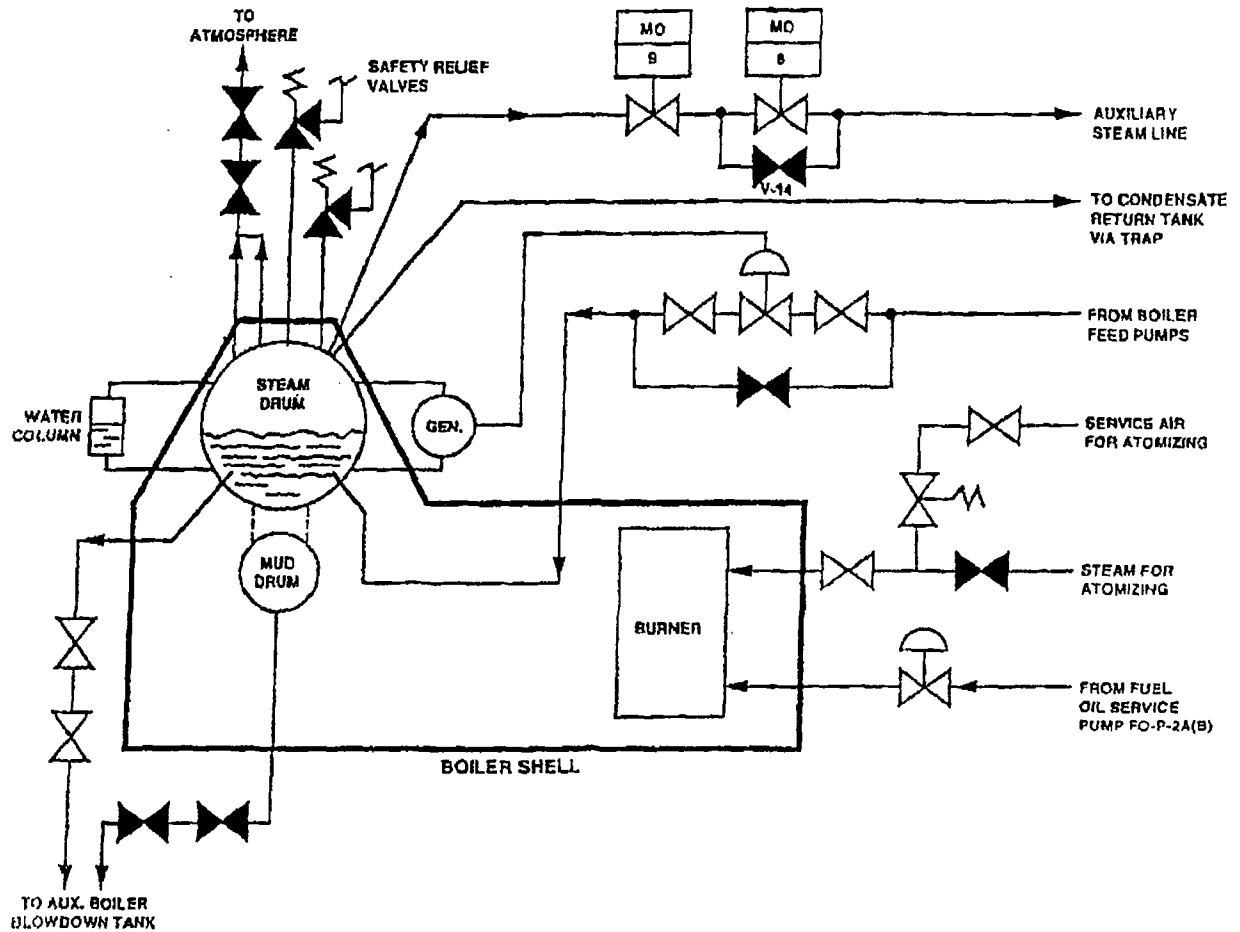 TO
ATMOSPHERE
SAFETY RELIEF
VALVES
MO
9
MO
8
AUXILIARY
STEAM LINE
V-14
TO CONDENSATE
RETURN TANK
VIA TRAP
FROM BOILER
FEED PUMPS
STEAM
DRUM
WATER
COLUMN
GEN.
SERVICE AIR
FOR ATOMIZING
MUD
DRUM
STEAM FOR
ATOMIZING
BURNER
FROM FUEL
OIL SERVICE
PUMP FO-P-2A(B)
BOILER SHELL
TO AUX. BOILER
BLOWDOWN TANK